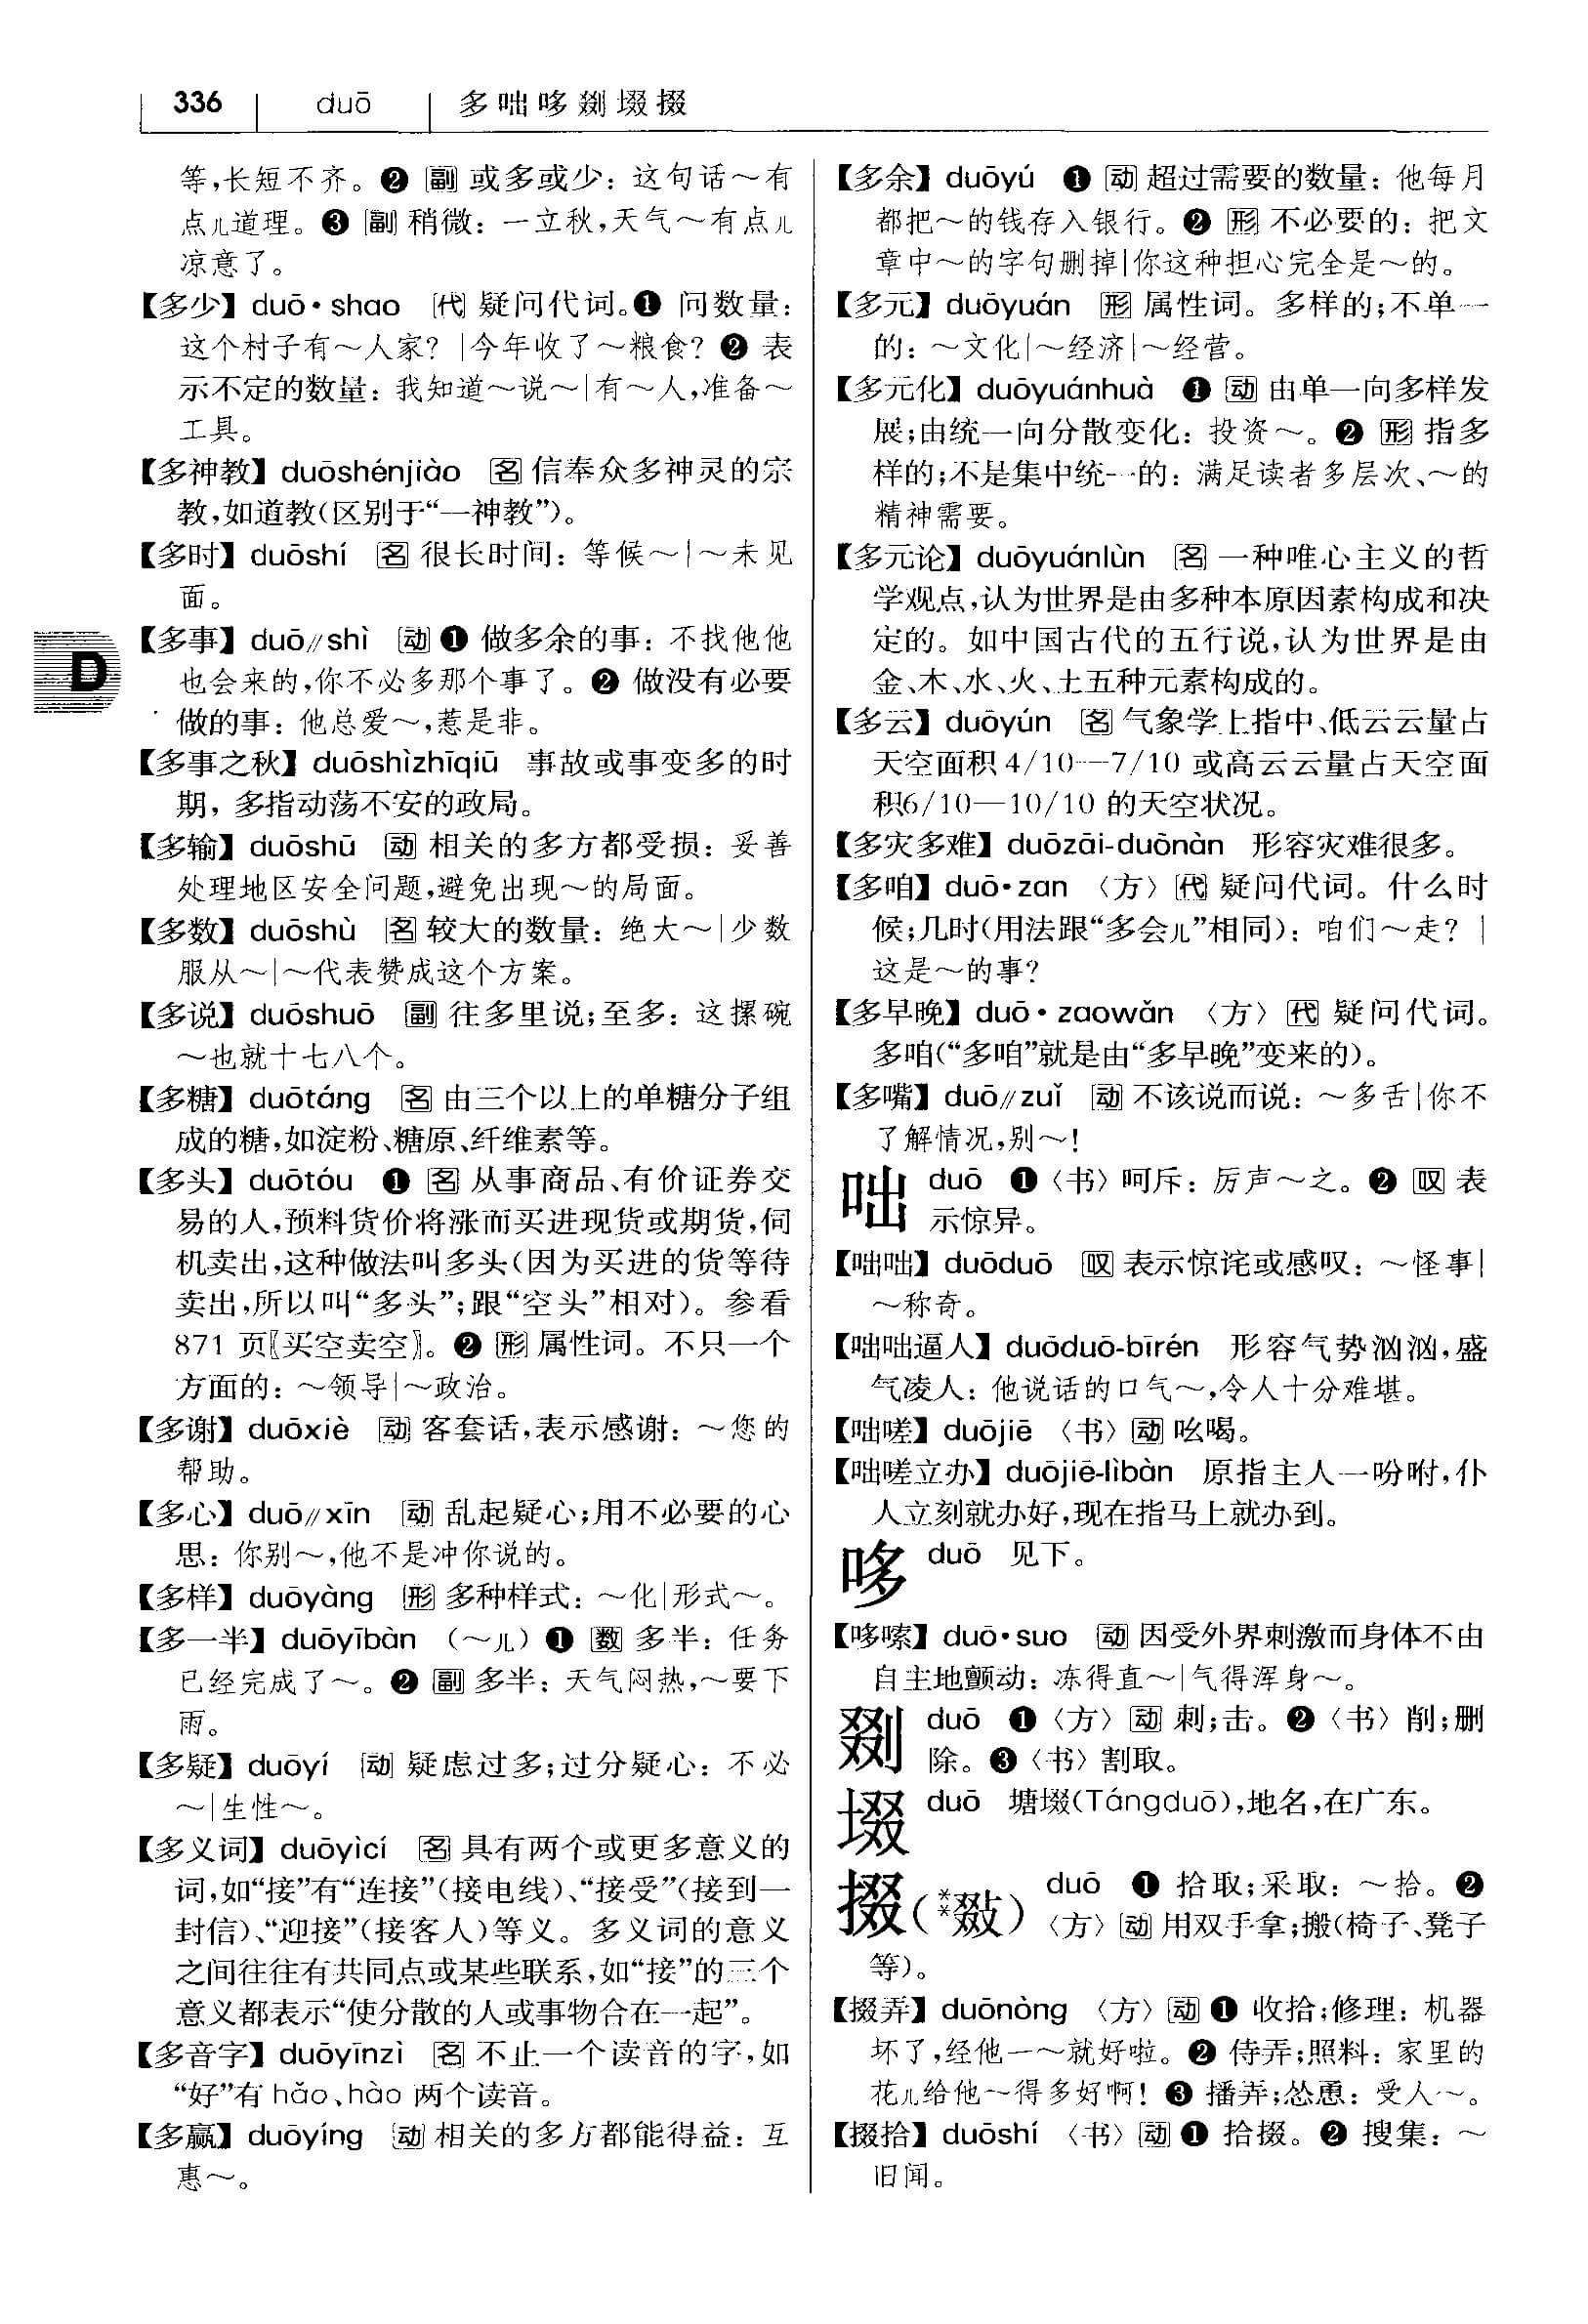 336 duō 多咄哆剟墢掇
等,长短不齐。❷ 副 或多或少：这句话～有
点儿道理。❸ 副 稍微：一立秋,天气～有点儿
凉意了。
【多少】 duō·shao 代 疑问代词。❶ 问数量：
这个村子有～人家？|今年收了～粮食？❷ 表
示不定的数量：我知道～说～|有～人,准备～
工具。
【多神教】 duōshénjiào 名 信奉众多神灵的宗
教,如道教(区别于“一神教”)。
【多时】 duōshí 名 很长时间：等候～|～未见
面。
D
【多事】 duō//shì 动 ❶ 做多余的事：不找他他
也会来的,你不必多那个事了。❷ 做没有必要
做的事：他总爱～,惹是非。
【多事之秋】 duōshìzhīqiū 事故或事变多的时
期，多指动荡不安的政局。
【多输】 duōshū 动 相关的多方都受损：妥善
处理地区安全问题,避免出现～的局面。
【多数】 duōshù 名 较大的数量：绝大～|少数
服从～|～代表赞成这个方案。
【多说】 duōshuō 副 往多里说;至多：这摞碗
～也就十七八个。
【多糖】 duōtáng 名 由三个以上的单糖分子组
成的糖,如淀粉、糖原、纤维素等。
【多头】 duōtóu ❶ 名 从事商品、有价证券交
易的人,预料货价将涨而买进现货或期货,伺
机卖出,这种做法叫多头(因为买进的货等待
卖出,所以叫“多头”;跟“空头”相对)。参看
871 页〖买空卖空〗。❷ 形 属性词。不只一个
方面的：～领导|～政治。
【多谢】 duōxiè 动 客套话,表示感谢：～您的
帮助。
【多心】 duō//xīn 动 乱起疑心;用不必要的心
思：你别～,他不是冲你说的。
【多样】 duōyàng 形 多种样式：～化|形式～。
【多一半】 duōyībàn （～儿）❶ 数 多半：任务
已经完成了～。❷ 副 多半：天气闷热,～要下
雨。
【多疑】 duōyí 动 疑虑过多;过分疑心：不必
～|生性～。
【多义词】 duōyìcí 名 具有两个或更多意义的
词,如“接”有“连接”(接电线)、“接受”(接到一
封信)、“迎接”(接客人)等义。多义词的意义
之间往往有共同点或某些联系,如“接”的三个
意义都表示“使分散的人或事物合在一起”。
【多音字】 duōyīnzì 名 不止一个读音的字,如
“好”有 hǎo、hào 两个读音。
【多赢】 duōyíng 动 相关的多方都能得益：互
惠～。
【多余】 duōyú ❶ 动 超过需要的数量：他每月
都把～的钱存入银行。❷ 形 不必要的：把文
章中～的字句删掉|你这种担心完全是～的。
【多元】 duōyuán 形 属性词。多样的;不单一
的：～文化|～经济|～经营。
【多元化】 duōyuánhuà ❶ 动 由单一向多样发
展;由统一向分散变化：投资～。❷ 形 指多
样的;不是集中统一的：满足读者多层次、～的
精神需要。
【多元论】 duōyuánlùn 名 一种唯心主义的哲
学观点,认为世界是由多种本原因素构成和决
定的。如中国古代的五行说,认为世界是由
金、木、水、火、土五种元素构成的。
【多云】 duōyún 名 气象学上指中、低云云量占
天空面积 4/10—7/10 或高云云量占天空面
积6/10—10/10 的天空状况。
【多灾多难】 duōzāi-duōnàn 形容灾难很多。
【多咱】 duō·zan 〈方〉代 疑问代词。什么时
候;几时(用法跟“多会儿”相同)：咱们～走？|
这是～的事？
【多早晚】 duō·zaowǎn 〈方〉代 疑问代词。
多咱(“多咱”就是由“多早晚”变来的)。
【多嘴】 duō//zuǐ 动 不该说而说：～多舌|你不
了解情况,别～!
咄 duō ❶〈书〉呵斥：厉声～之。❷ 叹 表
示惊异。
【咄咄】 duōduō 叹 表示惊诧或感叹：～怪事|
～称奇。
【咄咄逼人】 duōduō-bīrén 形容气势汹汹,盛
气凌人：他说话的口气～,令人十分难堪。
【咄嗟】 duōjiē 〈书〉动 吆喝。
【咄嗟立办】 duōjiē-lìbàn 原指主人一吩咐,仆
人立刻就办好,现在指马上就办到。
哆 duō 见下。
【哆嗦】 duō·suo 动 因受外界刺激而身体不由
自主地颤动：冻得直～|气得浑身～。
剟 duō ❶〈方〉动 刺;击。❷〈书〉削;删
除。❸〈书〉割取。
墢 duō 塘墢(Tángduō),地名,在广东。
掇(**敠) duō ❶ 拾取;采取：～拾。❷
〈方〉动 用双手拿;搬(椅子、凳子
等)。
【掇弄】 duōnòng 〈方〉动 ❶ 收拾;修理：机器
坏了,经他一～就好啦。❷ 侍弄;照料：家里的
花儿给他～得多好啊! ❸ 播弄;怂恿：受人～。
【掇拾】 duōshí 〈书〉动 ❶ 拾掇。❷ 搜集：～
旧闻。